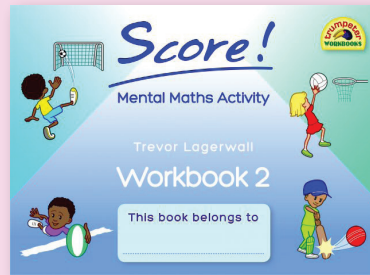 Score!
trumpeter
WORKBOOKS
Mental Maths Activity
Trevor Lagerwall
Workbook 2
This book belongs to